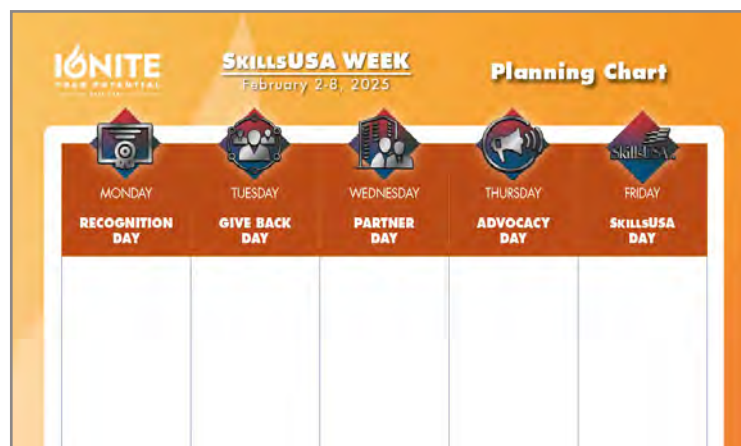 IGNITE
YOUR POTENTIAL
SKILLSUSA WEEK
February 2-8, 2025
Planning Chart
SkillsUSA
MONDAY
TUESDAY
WEDNESDAY
THURSDAY
FRIDAY
RECOGNITION
DAY
GIVE BACK
DAY
PARTNER
DAY
ADVOCACY
DAY
SKILLSUSA
DAY